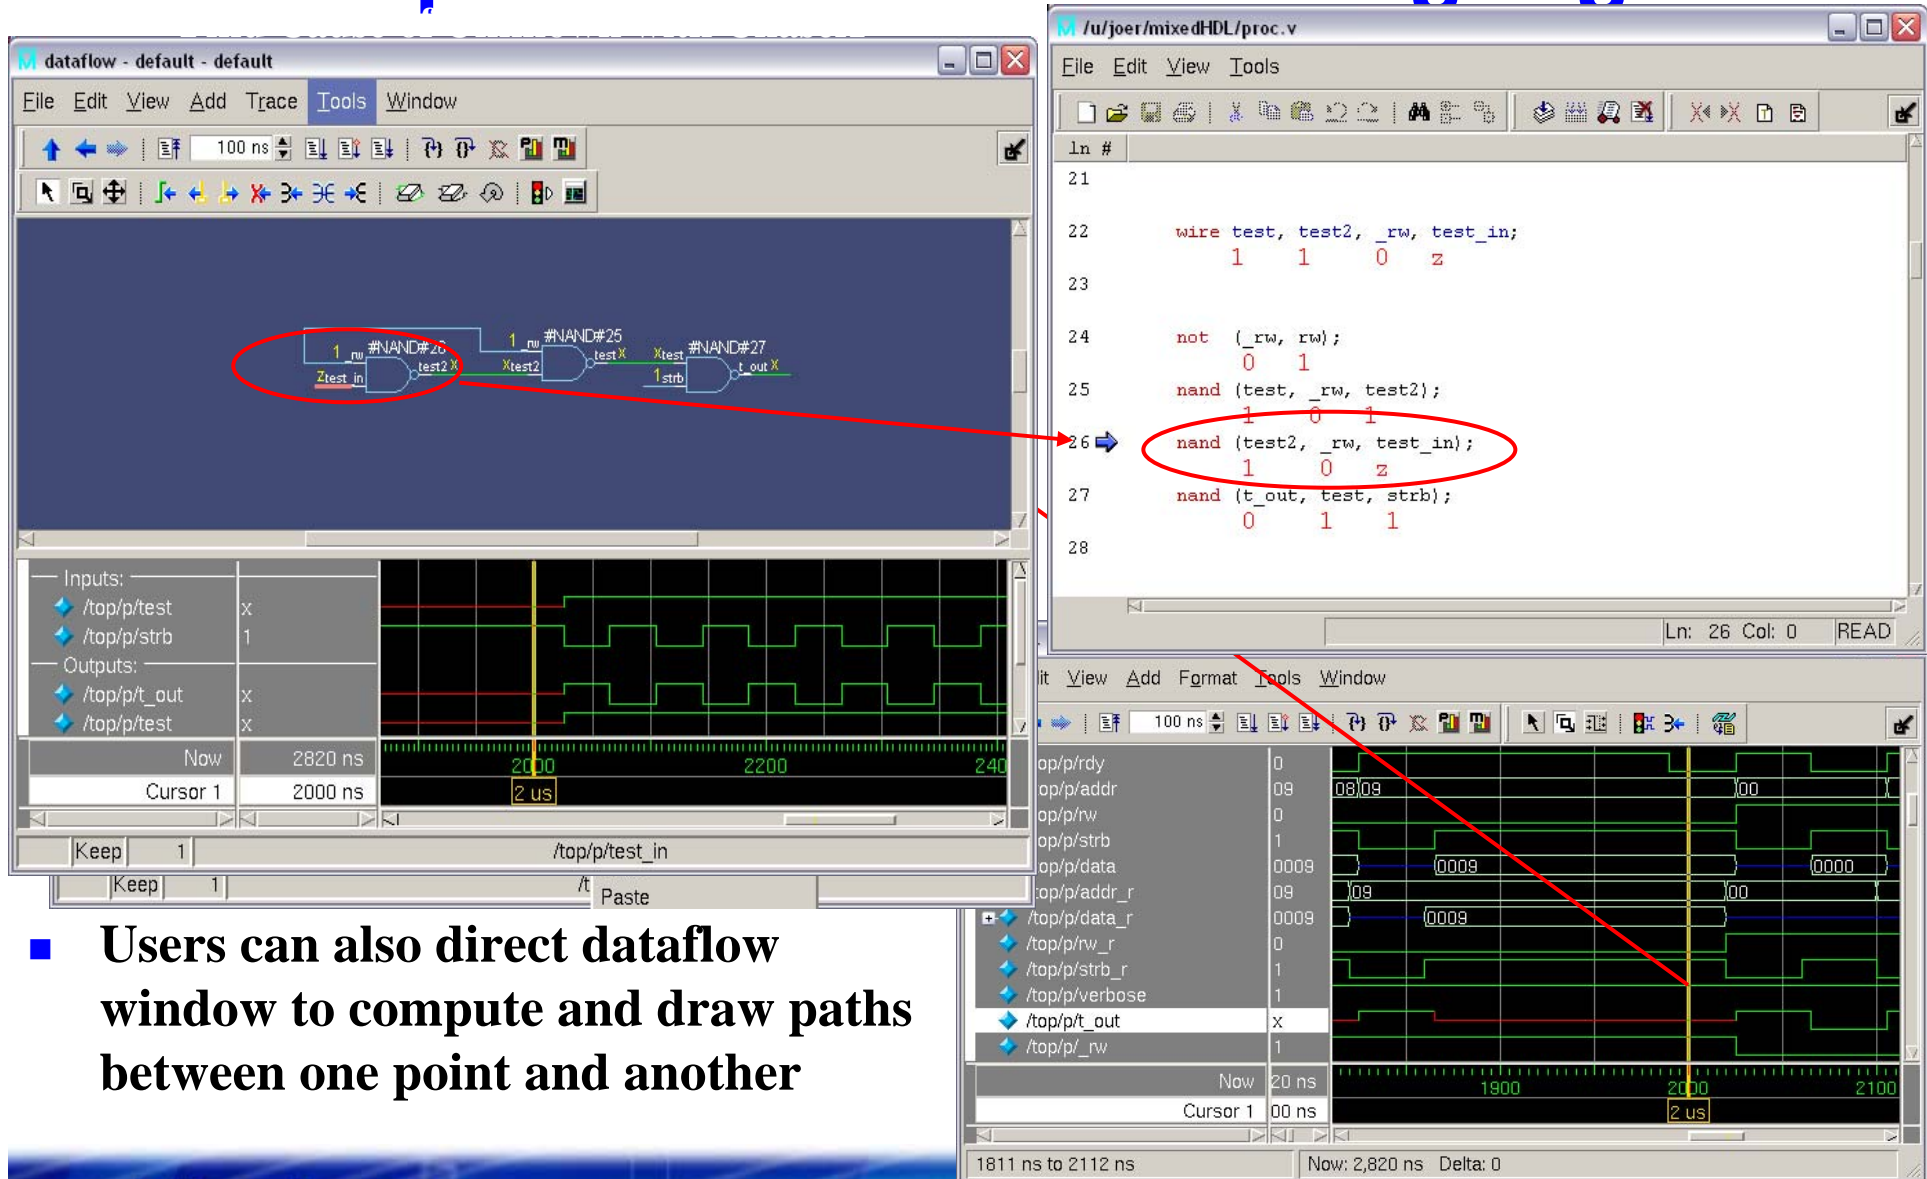 dataflow - default - default
File Edit View Add Trace Tools Window
100 ns
#NAND#26
1 _rw
Ztest_in
test2 X
#NAND#25
1 _rw
Xtest2
test X
#NAND#27
Xtest
1 strb
t_out X
Inputs:
/top/p/test x
/top/p/strb 1
Outputs:
/top/p/t_out x
/top/p/test x
Now 2820 ns
2000 2200 240
Cursor 1 2000 ns
2 us
Keep 1 /top/p/test_in
Keep 1 /t
Paste
/u/joer/mixedHDL/proc.v
File Edit View Tools
ln #
21
22 wire test, test2, _rw, test_in;
1 1 0 z
23
24 not (_rw, rw);
0 1
25 nand (test, _rw, test2);
1 0 1
26 nand (test2, _rw, test_in);
1 0 z
27 nand (t_out, test, strb);
0 1 1
28
Ln: 26 Col: 0 READ
it View Add Format Tools Window
100 ns
op/p/rdy 0
op/p/addr 09 08 09 00
op/p/rw 0
op/p/strb 1
op/p/data 0009 0009 0000
top/p/addr_r 09 09 00
/top/p/data_r 0009 0009
/top/p/rw_r 0
/top/p/strb_r 1
/top/p/verbose 1
/top/p/t_out x
/top/p/_rw 1
Now 20 ns
1900 2000 2100
Cursor 1 00 ns
2 us
1811 ns to 2112 ns Now: 2,820 ns Delta: 0
Users can also direct dataflow
window to compute and draw paths
between one point and another